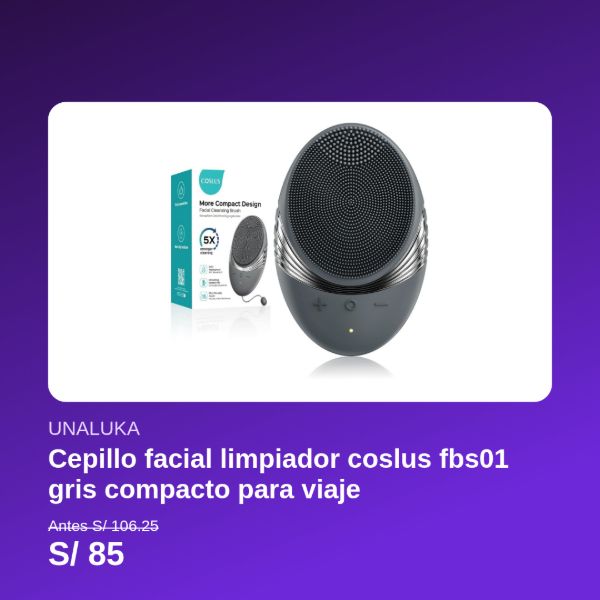 COSLUS
More Compact Design
Facial Cleansing Brush
5X
UNALUKA
Cepillo facial limpiador coslus fbs01
gris compacto para viaje
Antes S/ 106.25
S/ 85